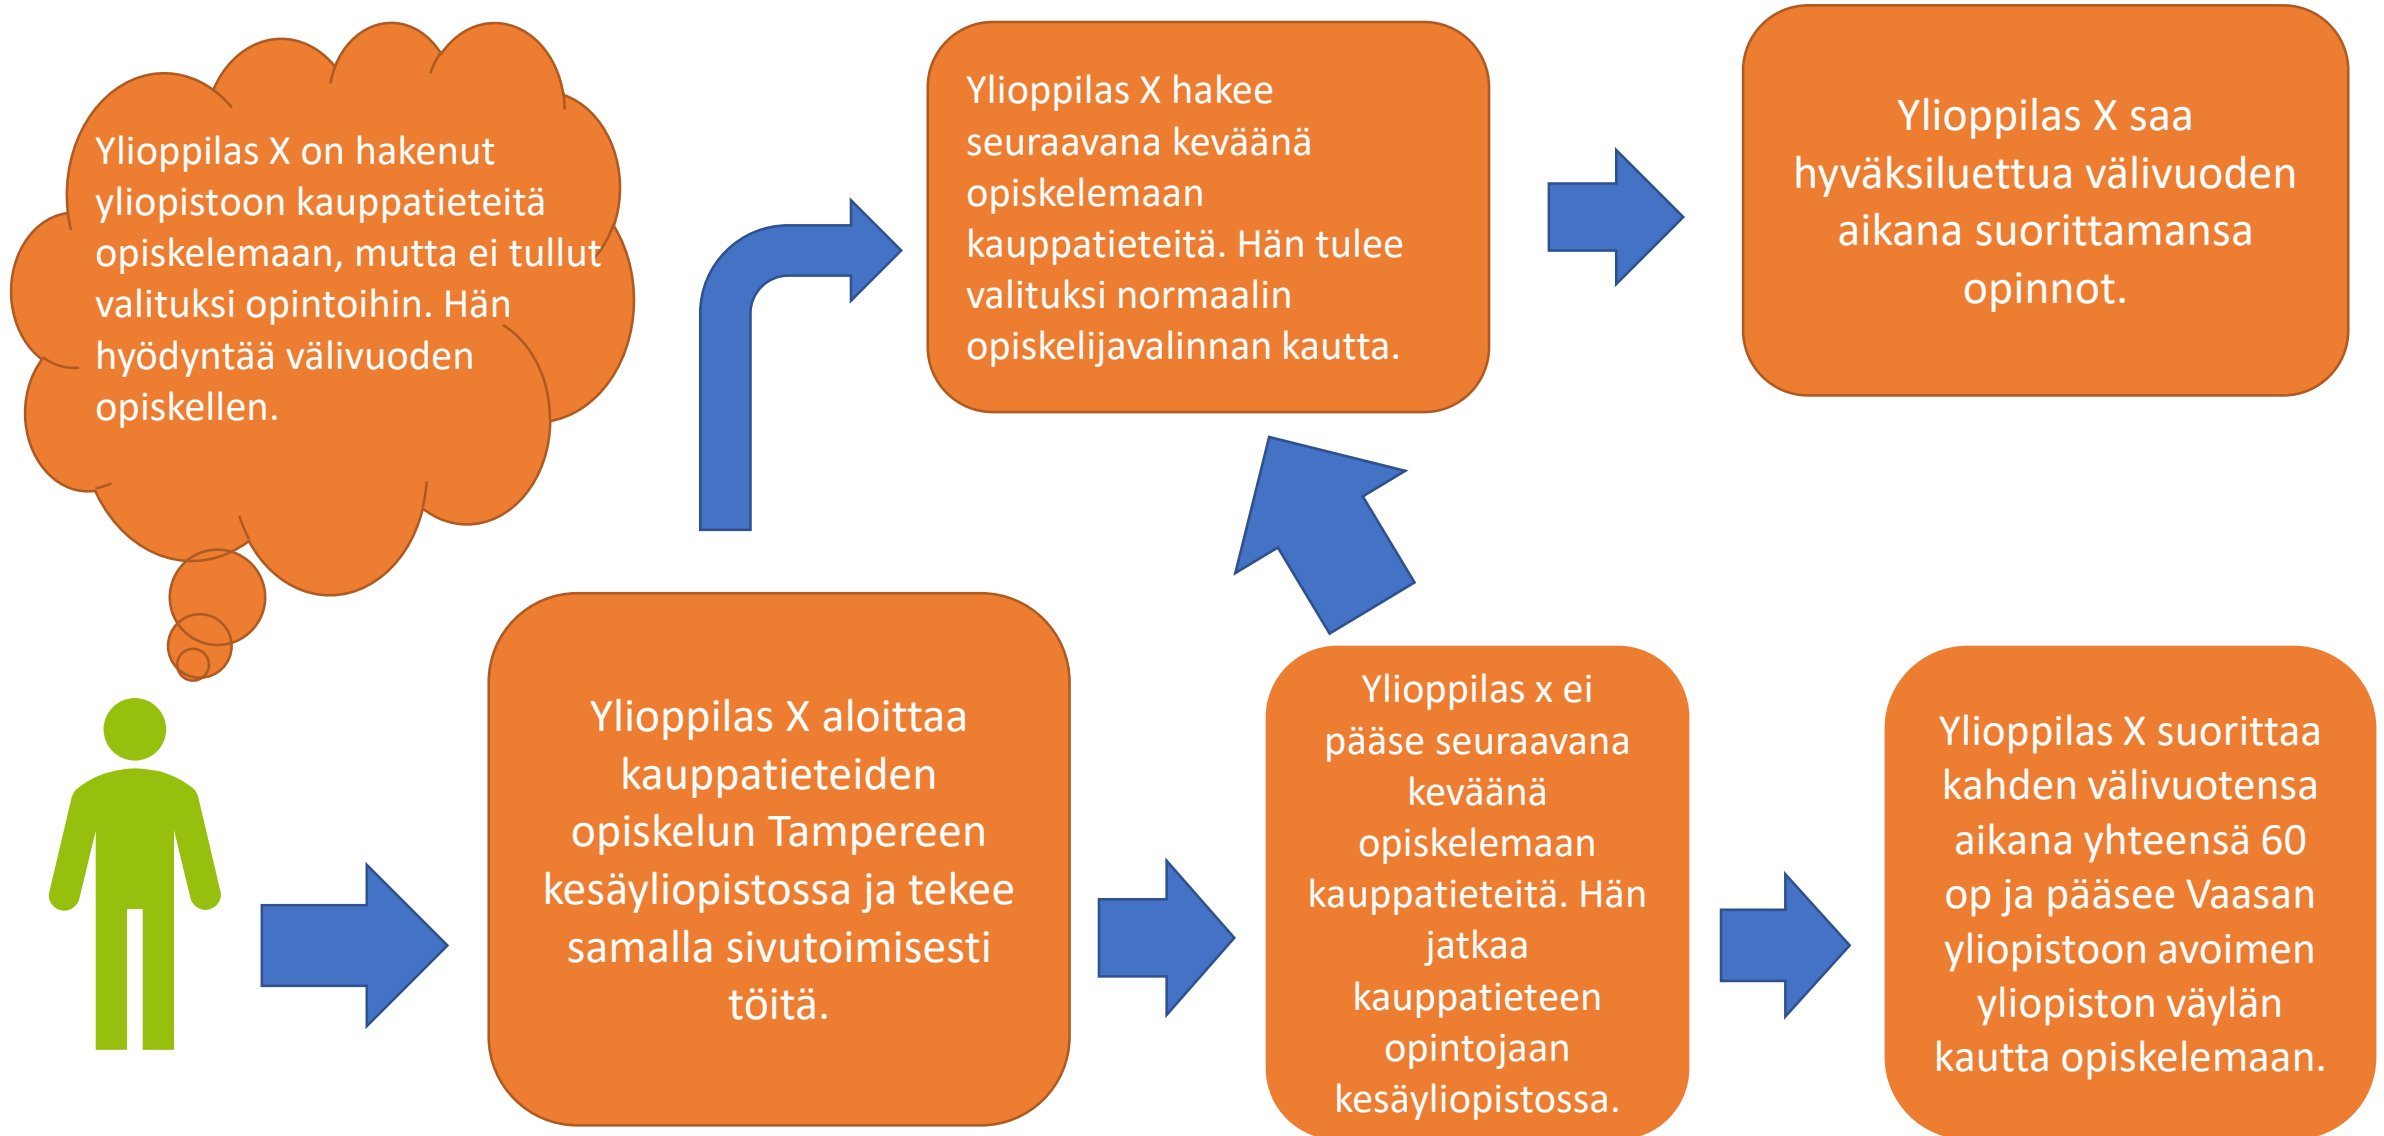 Ylioppilas X on hakenut
yliopistoon kauppatieteitä
opiskelemaan, mutta ei tullut
valituksi opintoihin. Hän
hyödyntää välivuoden
opiskellen.
Ylioppilas X hakee
seuraavana keväänä
opiskelemaan
kauppatieteitä. Hän tulee
valituksi normaalin
opiskelijavalinnan kautta.
Ylioppilas X saa
hyväksiluettua välivuoden
aikana suorittamansa
opinnot.
Ylioppilas X aloittaa
kauppatieteiden
opiskelun Tampereen
kesäyliopistossa ja tekee
samalla sivutoimisesti
töitä.
Ylioppilas x ei
pääse seuraavana
keväänä
opiskelemaan
kauppatieteitä. Hän
jatkaa
kauppatieteen
opintojaan
kesäyliopistossa.
Ylioppilas X suorittaa
kahden välivuotensa
aikana yhteensä 60
op ja pääsee Vaasan
yliopistoon avoimen
yliopiston väylän
kautta opiskelemaan.